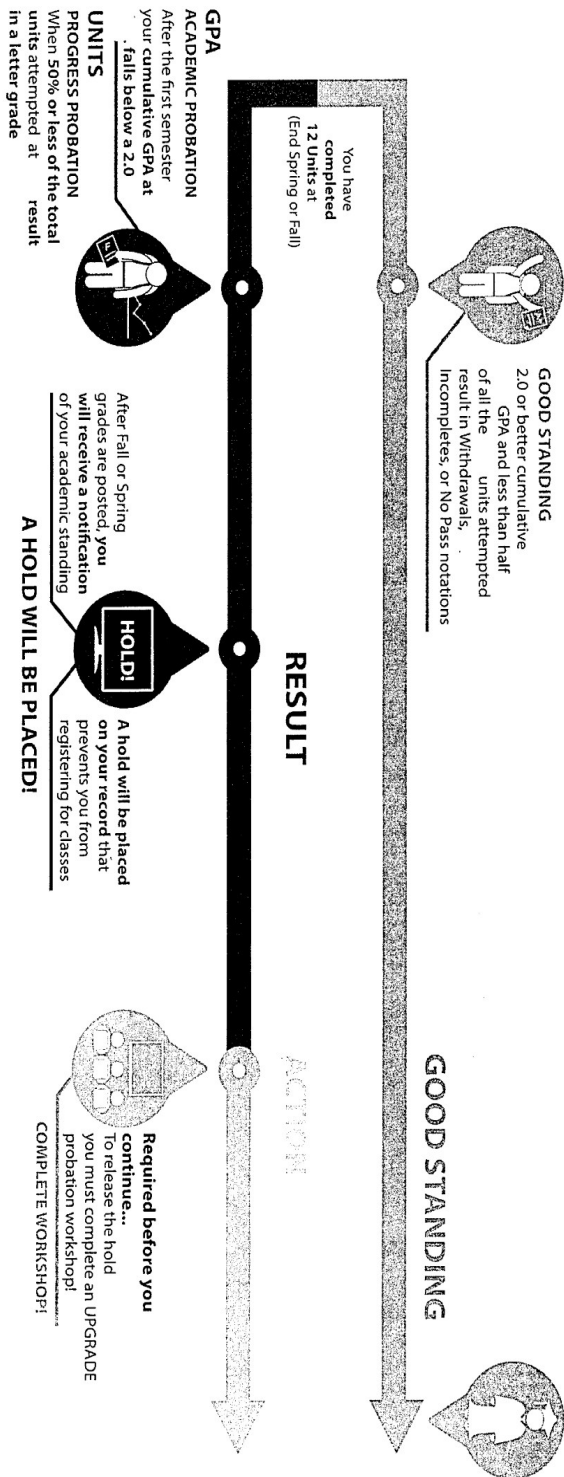 GOOD STANDING
2.0 or better cumulative
GPA and less than half
of all the units attempted
result in Withdrawals,
Incompletes, or No Pass notations
GOOD STANDING
You have
completed
12 Units at
(End Spring or Fall)
RESULT
ACTION
GPA
ACADEMIC PROBATION
After the first semester
your cumulative GPA at
.falls below a 2.0
UNITS
PROGRESS PROBATION
When 50% or less of the total
units attempted at result
in a letter grade
After Fall or Spring
grades are posted, you
will receive a notification
of your academic standing
HOLD!
A hold will be placed
on your record that
prevents you from
registering for classes
A HOLD WILL BE PLACED!
Required before you
continue...
To release the hold
you must complete an UPGRADE
probation workshop!
COMPLETE WORKSHOP!